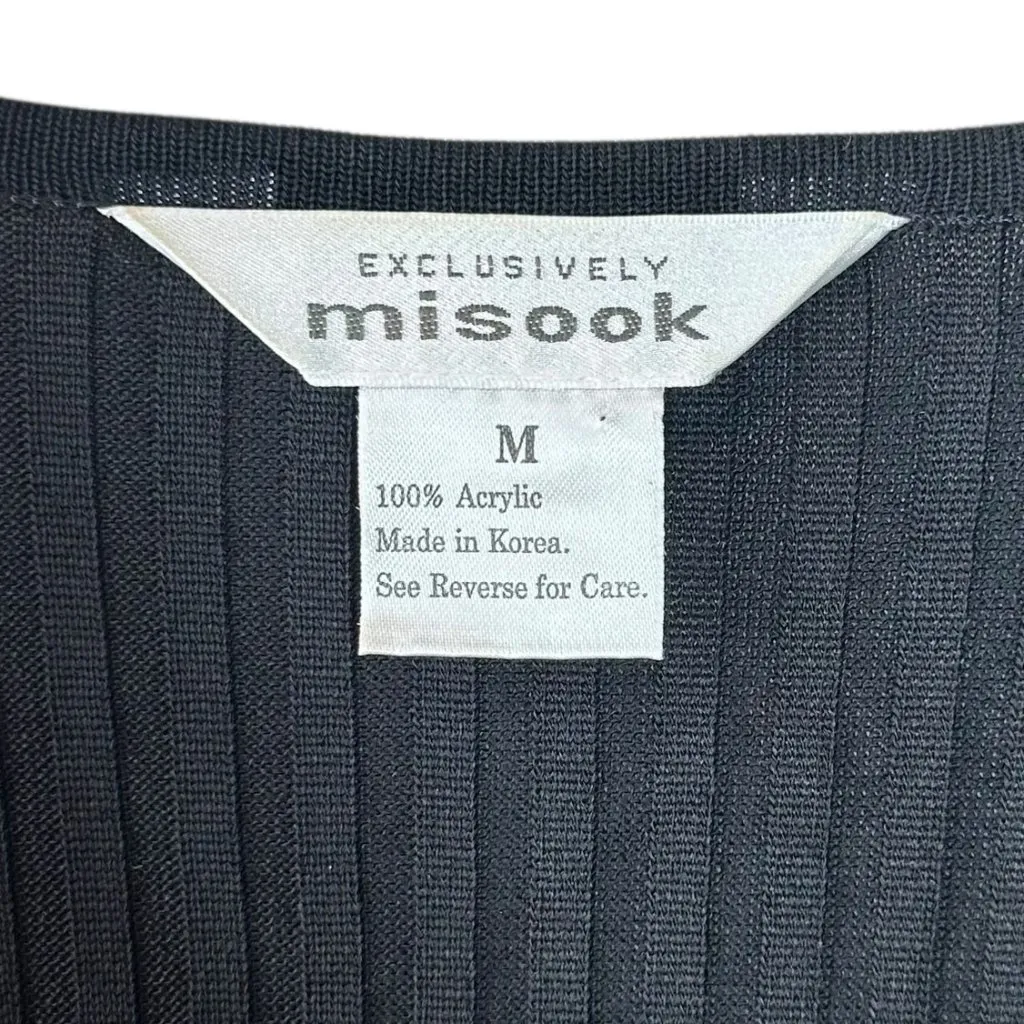 EXCLUSIVELY
misook
M
100% Acrylic
Made in Korea.
See Reverse for Care.